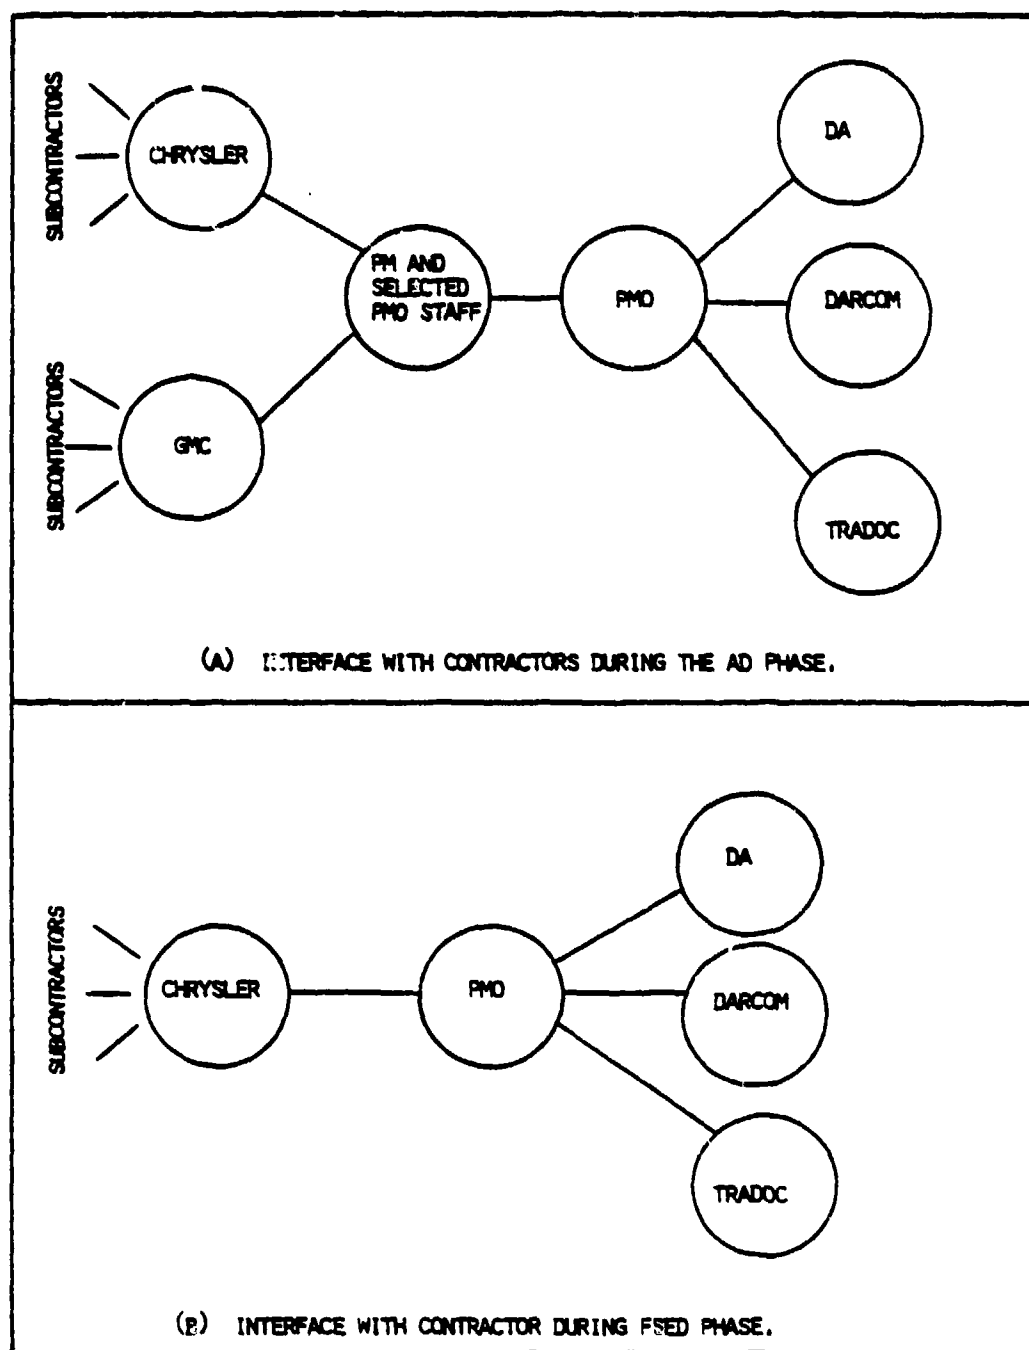 SUBCONTRACTORS
CHRYSLER
DA
PM AND
SELECTED
PMO STAFF
PMO
DARCOM
SUBCONTRACTORS
GMC
TRADOC
(A) INTERFACE WITH CONTRACTORS DURING THE AD PHASE.
DA
SUBCONTRACTORS
CHRYSLER
PMO
DARCOM
TRADOC
(B) INTERFACE WITH CONTRACTOR DURING FSED PHASE.